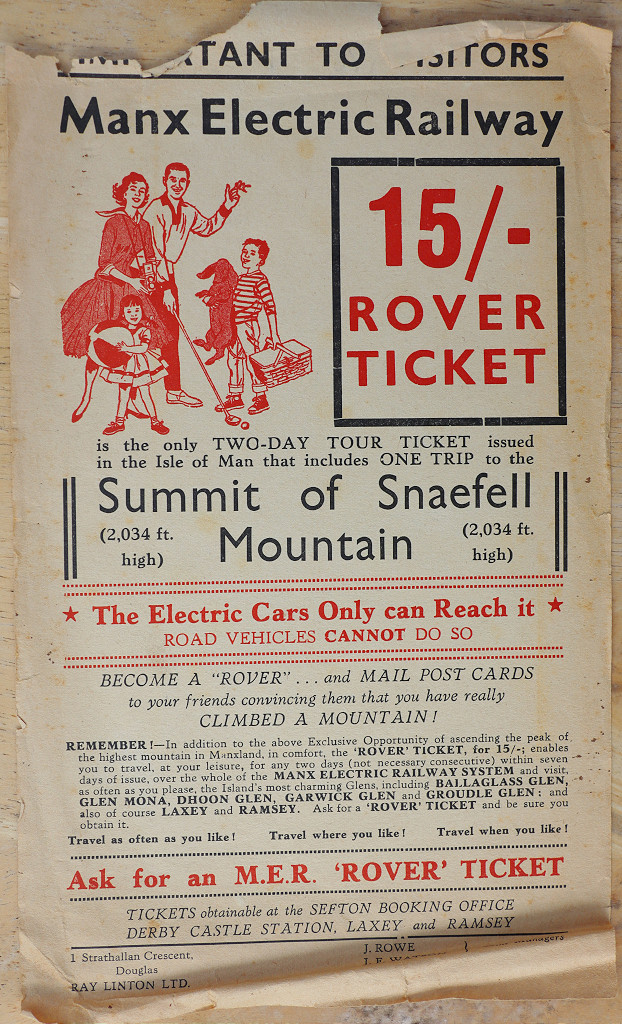 TANT TO ISITORS
Manx Electric Railway
15/-
ROVER
TICKET
is the only TWO-DAY TOUR TICKET issued
in the Isle of Man that includes ONE TRIP to the
Summit of Snaefell
(2,034 ft. high)
Mountain
(2,034 ft. high)
★ The Electric Cars Only can Reach it ★
ROAD VEHICLES CANNOT DO SO
BECOME A "ROVER" ... and MAIL POST CARDS
to your friends convincing them that you have really
CLIMBED A MOUNTAIN!
REMEMBER!—In addition to the above Exclusive Opportunity of ascending the peak of
the highest mountain in Manxland, in comfort, the 'ROVER' TICKET, for 15/-; enables
you to travel, at your leisure, for any two days (not necessary consecutive) within seven
days of issue, over the whole of the MANX ELECTRIC RAILWAY SYSTEM and visit,
as often as you please, the Island's most charming Glens, including BALLAGLASS GLEN,
GLEN MONA, DHOON GLEN, GARWICK GLEN and GROUDLE GLEN: and
also of course LAXEY and RAMSEY. Ask for a 'ROVER' TICKET and be sure you
obtain it.
Travel as often as you like! Travel where you like! Travel when you like!
Ask for an M.E.R. 'ROVER' TICKET
TICKETS obtainable at the SEFTON BOOKING OFFICE
DERBY CASTLE STATION, LAXEY and RAMSEY
1 Strathallan Crescent,
Douglas
J. ROWE
J. F.
RAY LINTON LTD.